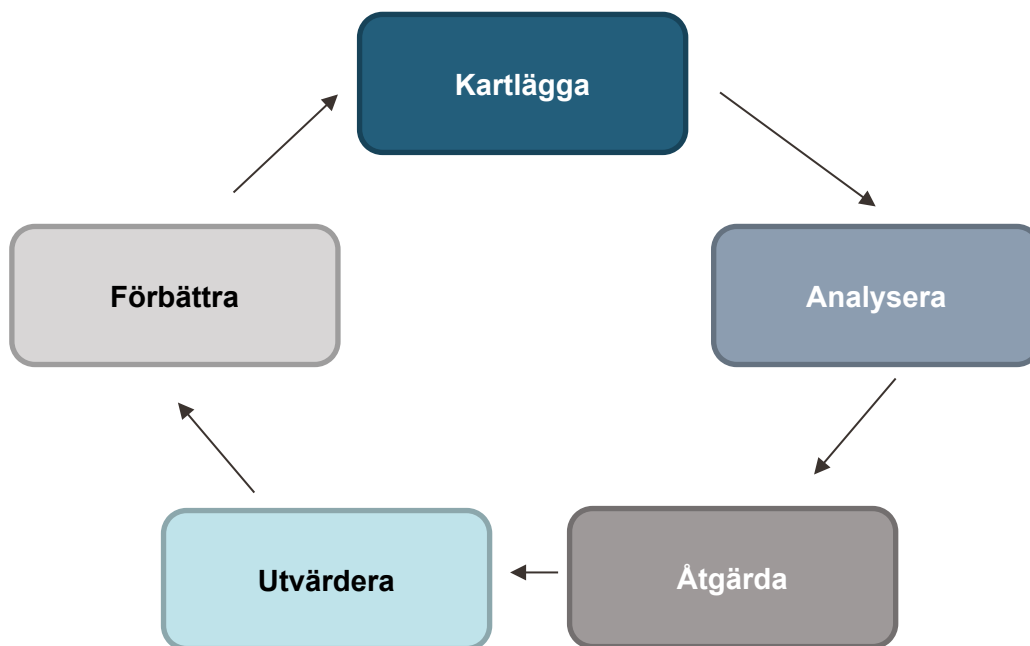 Kartlägga
Analysera
Åtgärda
Utvärdera
Förbättra